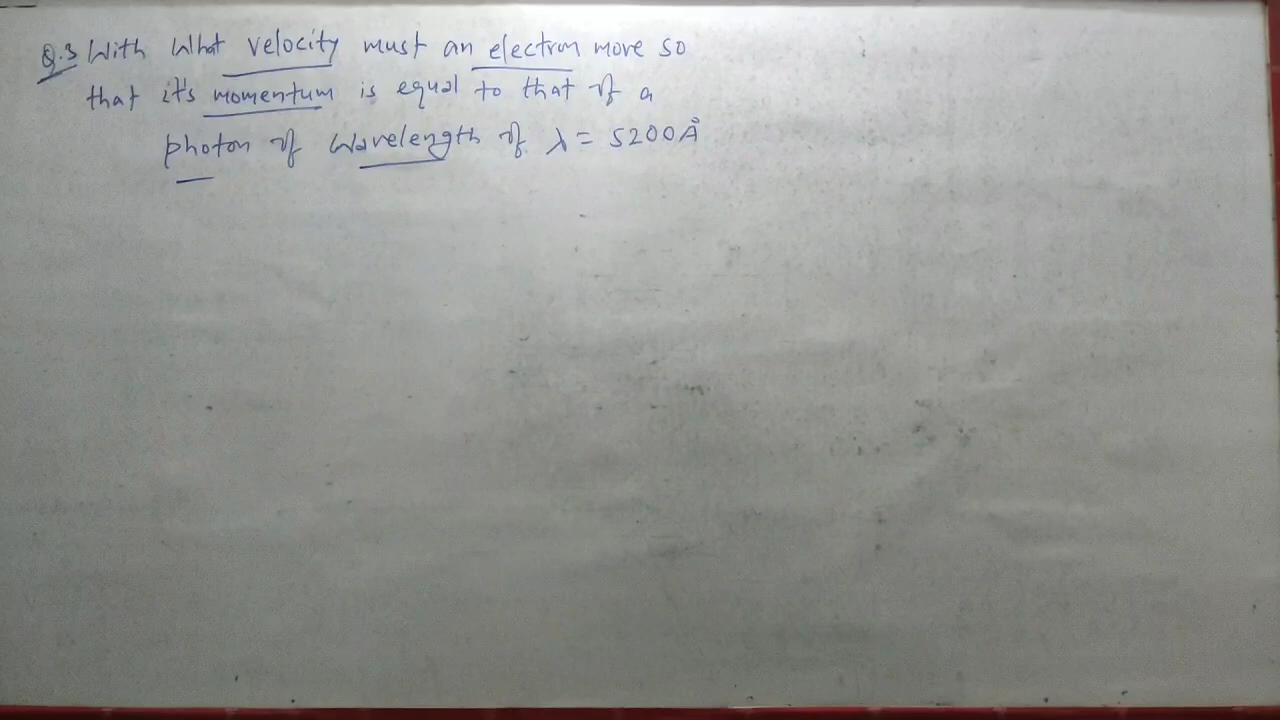 Q.3 With What velocity must an electron move so
that it's momentum is equal to that of a
photon of Wavelength of λ = 5200Å